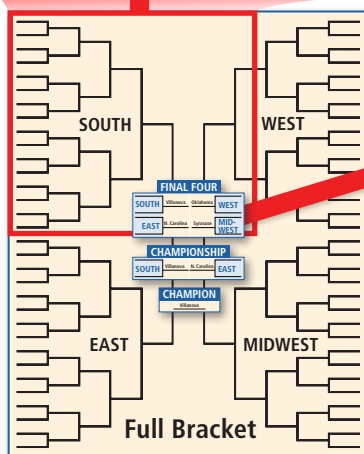 SOUTH
WEST
FINAL FOUR
SOUTH Villanova Oklahoma WEST
EAST N. Carolina Syracuse MID-
WEST
CHAMPIONSHIP
SOUTH Villanova N. Carolina EAST
CHAMPION
Villanova
EAST
MIDWEST
Full Bracket